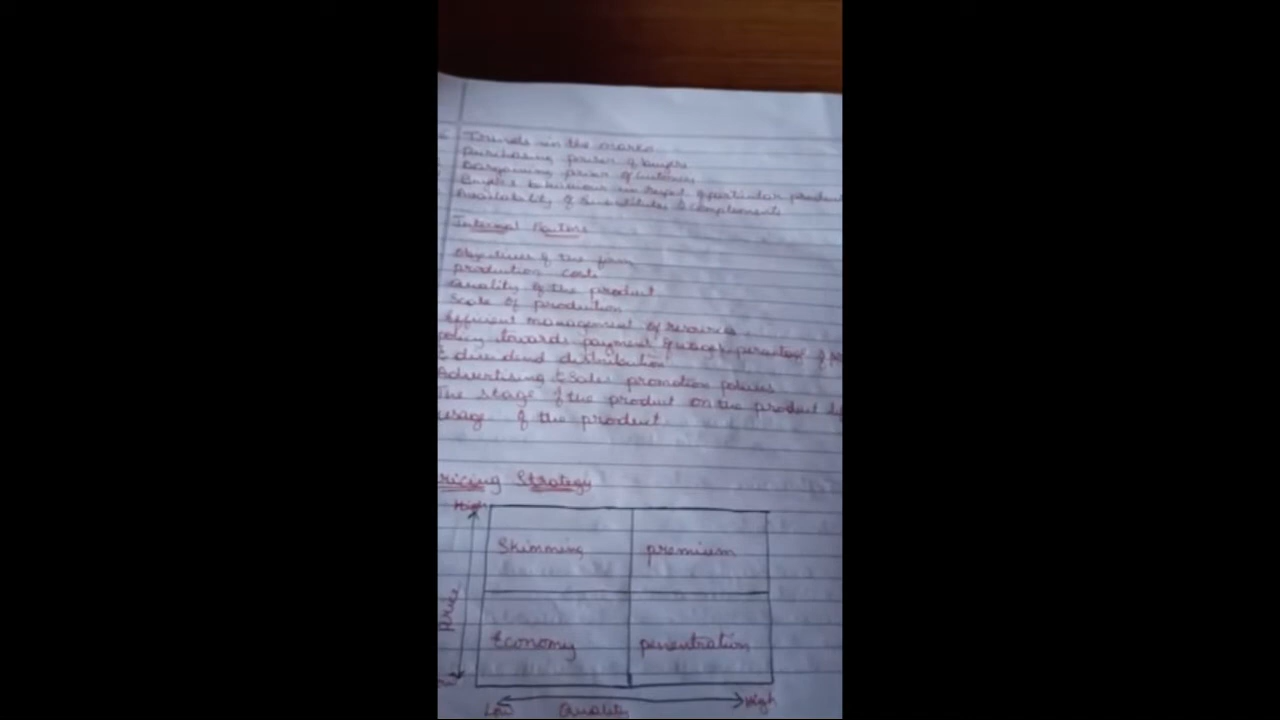 Trends in the market
purchasing power of buyers
Bargaining power of customers
Buyers behaviour in respect of particular product
Availability of substitutes & complements
Internal Factors
Objectives of the firm
production costs
Quality of the product
Scale of production
Efficient management of resources
policy towards payment
& dividend distribution
Advertising & Sales promotion policies
The stage of the product on the product
usage of the product
ricing Strategy
High
Skimming premium
price
Economy penentration
Low Quality High